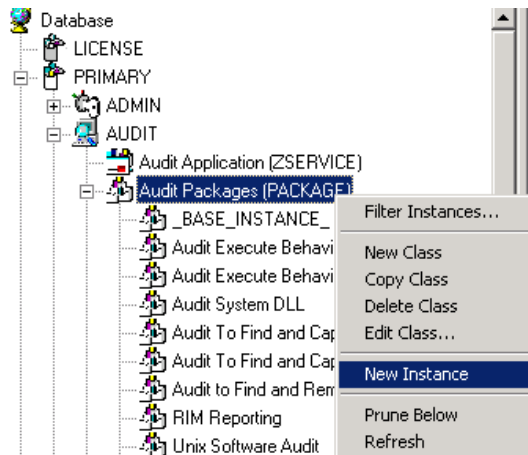 Database
LICENSE
PRIMARY
ADMIN
AUDIT
Audit Application (ZSERVICE)
Audit Packages (PACKAGE)
_BASE_INSTANCE_
Audit Execute Behavi
Audit Execute Behavi
Audit System DLL
Audit To Find and Cap
Audit To Find and Cap
Audit to Find and Rem
RIM Reporting
Unix Software Audit
Filter Instances...
New Class
Copy Class
Delete Class
Edit Class...
New Instance
Prune Below
Refresh